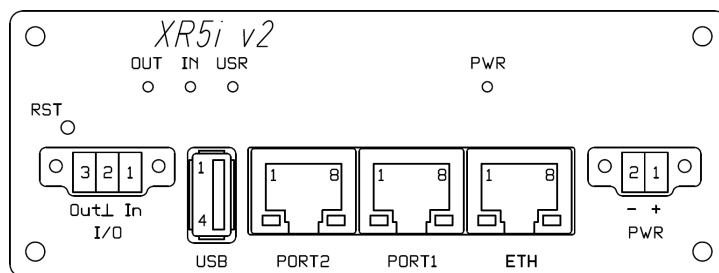 XR5i v2
OUT IN USR PWR
RST
3 2 1 1 4 1 8 1 8 1 8 2 1
Out⊥ In - +
I/O PWR
USB PORT2 PORT1 ETH